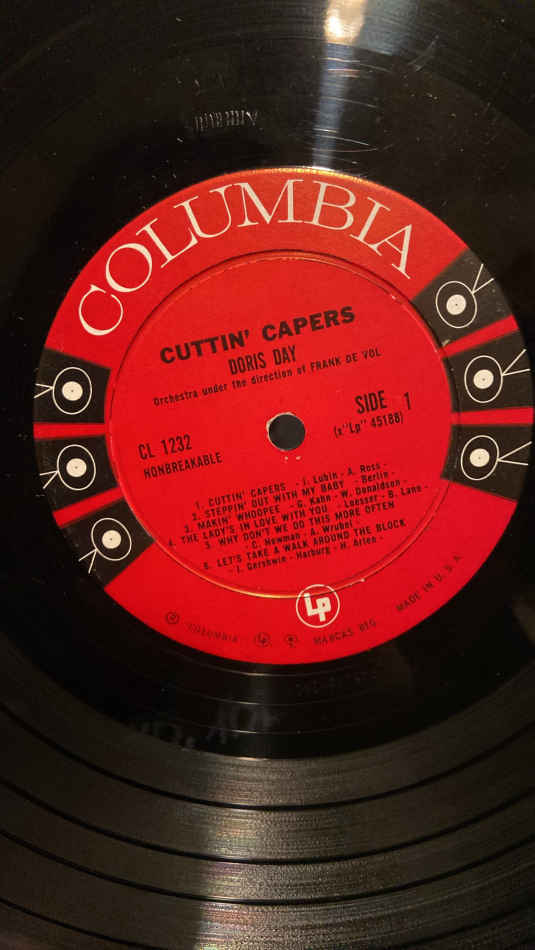 COLUMBIA
CUTTIN' CAPERS
DORIS DAY
Orchestra under the direction of FRANK DE VOL
SIDE 1
(x"Lp" 45188)
CL 1232
NONBREAKABLE
1. CUTTIN' CAPERS - J. Lubin - A. Ross -
2. STEPPIN' OUT WITH MY BABY - Berlin -
3. MAKIN' WHOOPEE - G. Kahn - W. Donaldson -
4. THE LADY'S IN LOVE WITH YOU - Loesser - B. Lane -
5. WHY DON'T WE DO THIS MORE OFTEN
- C. Newman - A. Wrubel -
6. LET'S TAKE A WALK AROUND THE BLOCK
- I. Gershwin - Harburg - H. Arlen -
Lp
® "COLUMBIA" Lp MARCAS REG. MADE IN U. S. A.